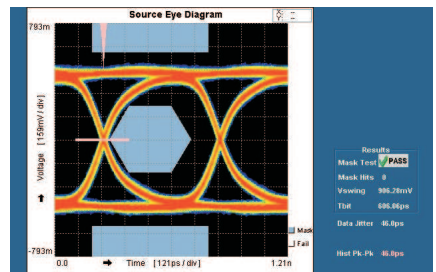 Source Eye Diagram
X: --
Y: --
793m
Voltage [159mV / div]
-793m
0.0
Time [121ps / div]
1.21n
Mask
Fail
Results
Mask Test PASS
Mask Hits 0
Vswing 906.20mV
Tbit 606.06ps
Data Jitter 46.0ps
Hist Pk-Pk 46.0ps